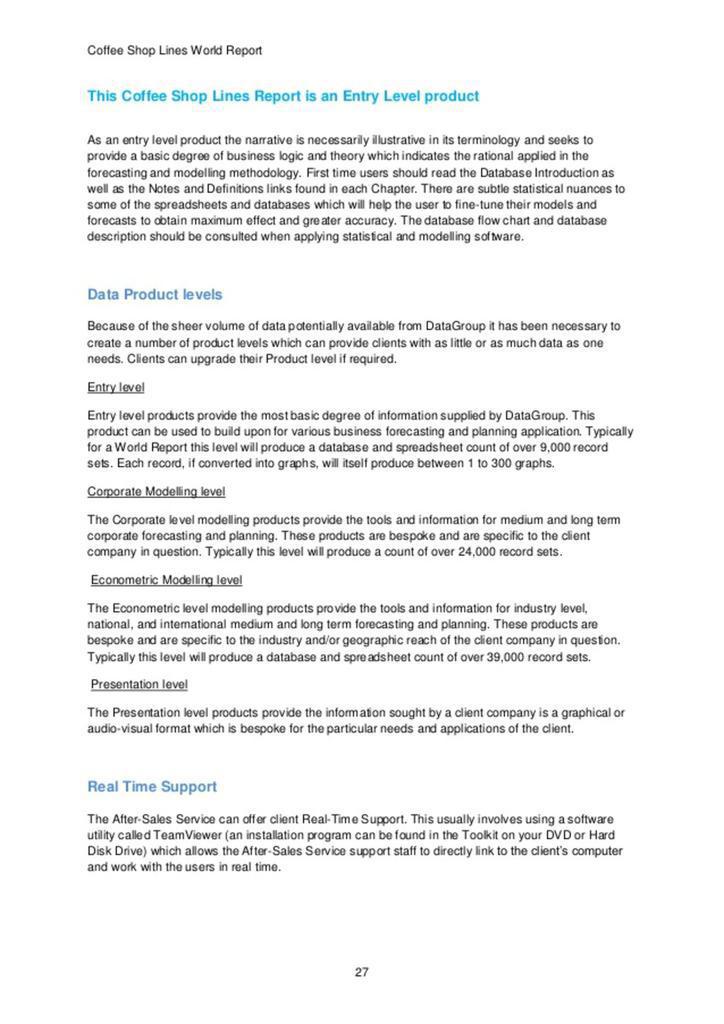 Coffee Shop Lines World Report
This Coffee Shop Lines Report is an Entry Level product
As an entry level product the narrative is necessarily illustrative in its terminology and seeks to
provide a basic degree of business logic and theory which indicates the rational applied in the
forecasting and modelling methodology. First time users should read the Database Introduction as
well as the Notes and Definitions links found in each Chapter. There are subtle statistical nuances to
some of the spreadsheets and databases which will help the user to fine-tune their models and
forecasts to obtain maximum effect and greater accuracy. The database flow chart and database
description should be consulted when applying statistical and modelling software.
Data Product levels
Because of the sheer volume of data potentially available from DataGroup it has been necessary to
create a number of product levels which can provide clients with as little or as much data as one
needs. Clients can upgrade their Product level if required.
Entry level
Entry level products provide the most basic degree of information supplied by DataGroup. This
product can be used to build upon for various business forecasting and planning application. Typically
for a World Report this level will produce a database and spreadsheet count of over 9,000 record
sets. Each record, if converted into graphs, will itself produce between 1 to 300 graphs.
Corporate Modelling level
The Corporate level modelling products provide the tools and information for medium and long term
corporate forecasting and planning. These products are bespoke and are specific to the client
company in question. Typically this level will produce a count of over 24,000 record sets.
Econometric Modelling level
The Econometric level modelling products provide the tools and information for industry level,
national, and international medium and long term forecasting and planning. These products are
bespoke and are specific to the industry and/or geographic reach of the client company in question.
Typically this level will produce a database and spreadsheet count of over 39,000 record sets.
Presentation level
The Presentation level products provide the information sought by a client company is a graphical or
audio-visual format which is bespoke for the particular needs and applications of the client.
Real Time Support
The After-Sales Service can offer client Real-Time Support. This usually involves using a software
utility called TeamViewer (an installation program can be found in the Toolkit on your DVD or Hard
Disk Drive) which allows the After-Sales Service support staff to directly link to the client's computer
and work with the users in real time.
27